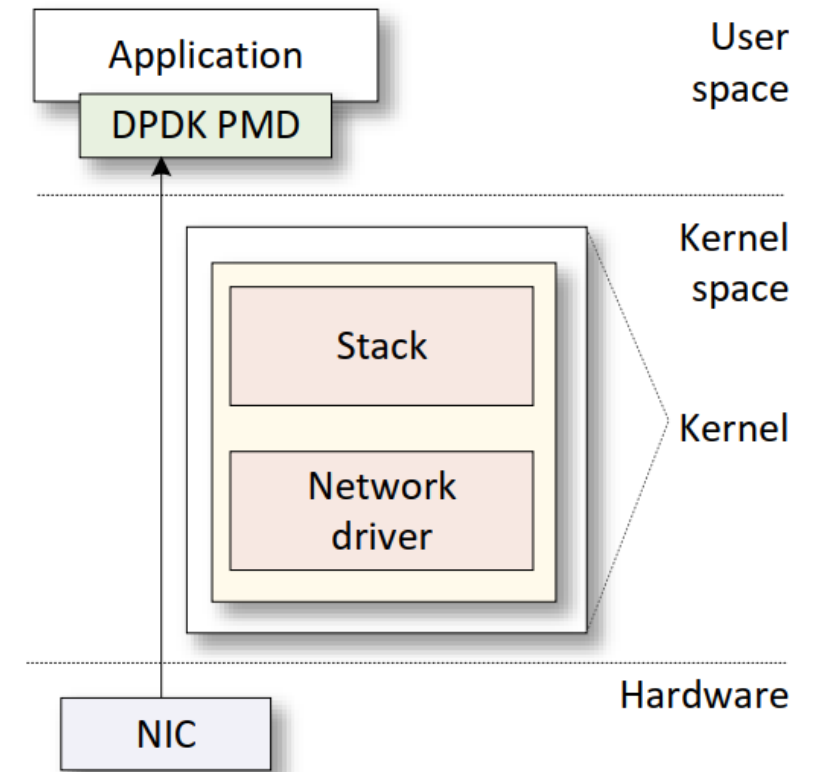 Application
DPDK PMD
User
space
Kernel
space
Stack
Network
driver
Kernel
Hardware
NIC